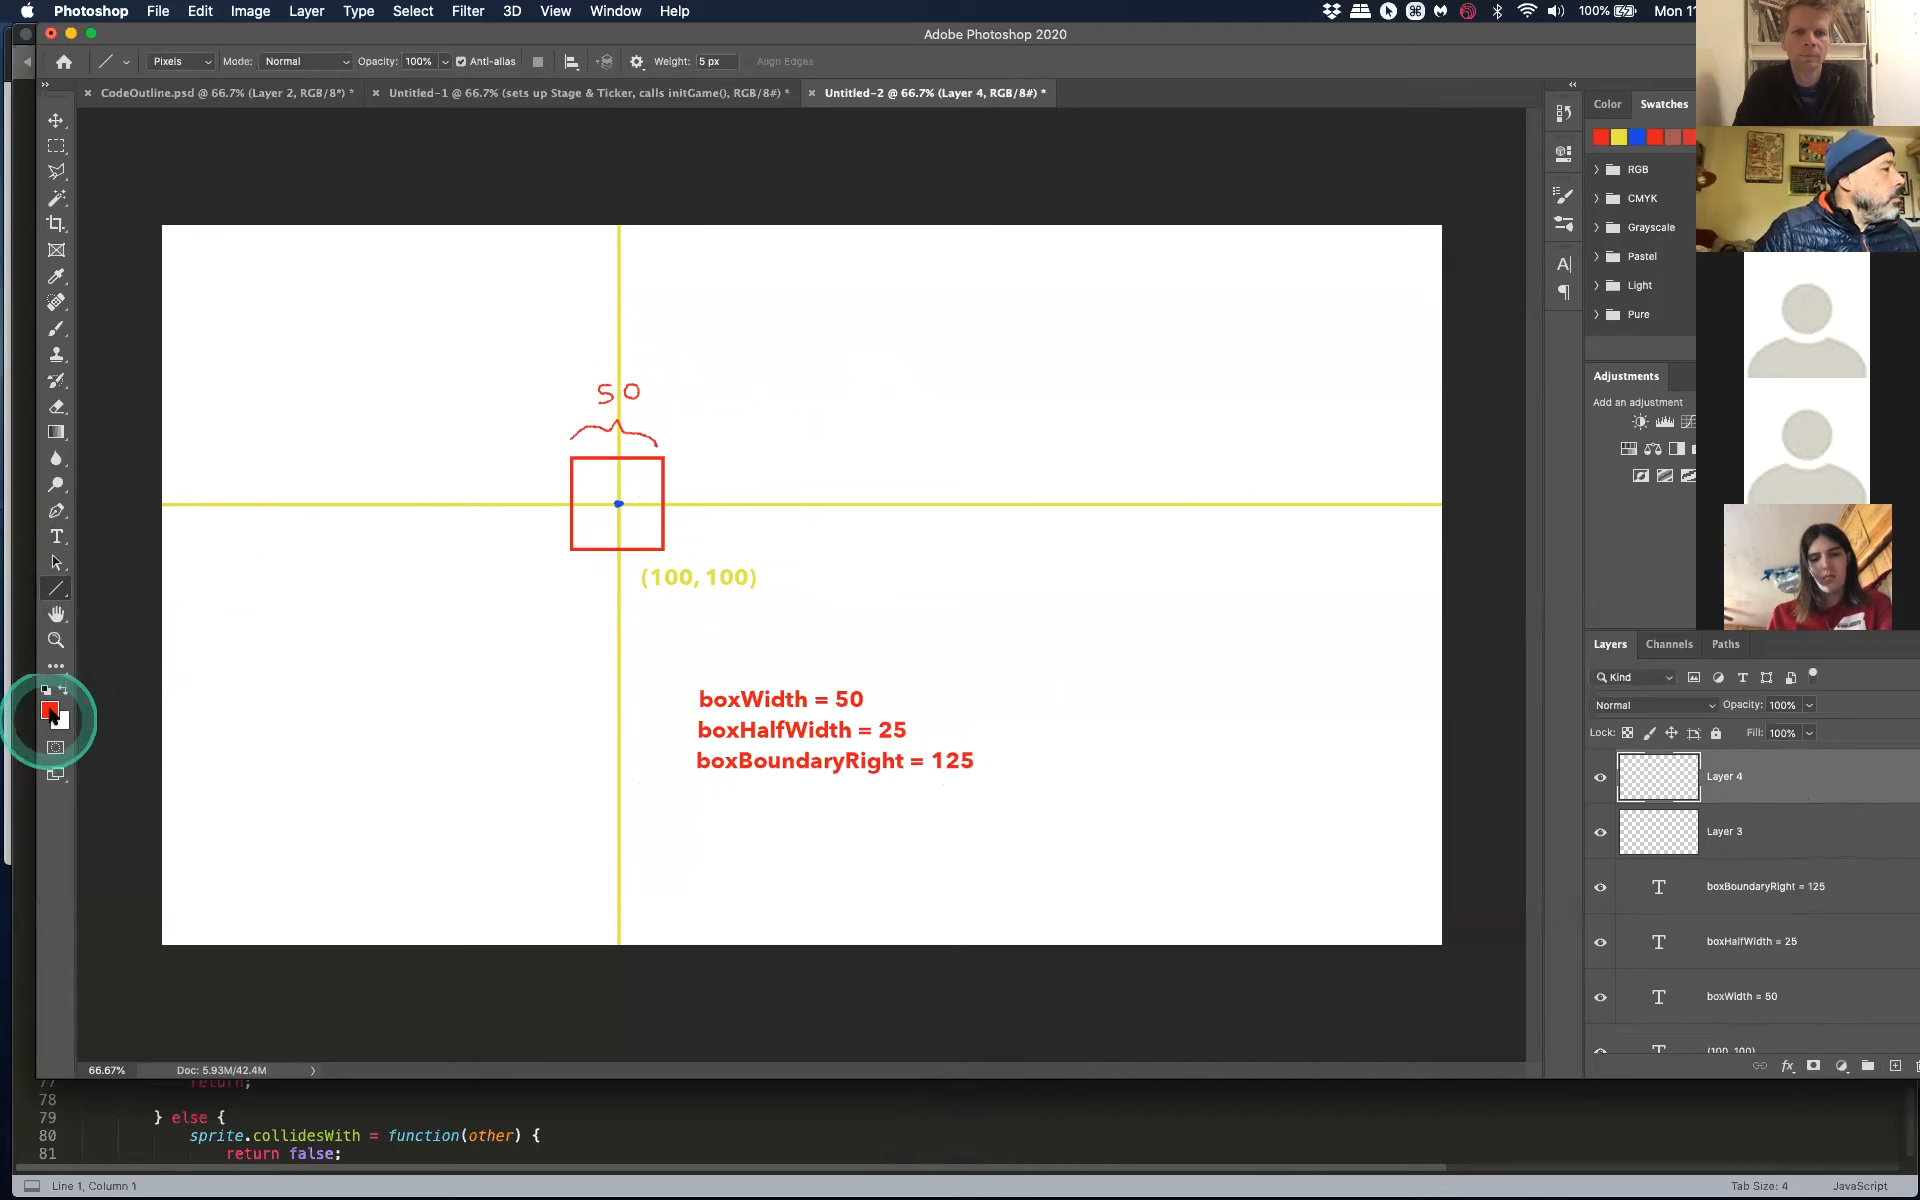 Photoshop File Edit Image Layer Type Select Filter 3D View Window Help 100% Mon 11
Adobe Photoshop 2020
Pixels Mode: Normal Opacity: 100% Anti-alias Weight: 5 px Align Edges
CodeOutline.psd @ 66.7% (Layer 2, RGB/8*) * Untitled-1 @ 66.7% (sets up Stage & Ticker, calls initGame(), RGB/8#) * Untitled-2 @ 66.7% (Layer 4, RGB/8#) *
Color Swatches
RGB
CMYK
Grayscale
Pastel
Light
Pure
Adjustments
Add an adjustment
50
(100, 100)
boxWidth = 50
boxHalfWidth = 25
boxBoundaryRight = 125
Layers Channels Paths
Kind
Normal Opacity: 100%
Lock: Fill: 100%
Layer 4
Layer 3
boxBoundaryRight = 125
boxHalfWidth = 25
boxWidth = 50
(100, 100)
66.67% Doc: 5.93M/42.4M
77 return;
78
79 } else {
80 sprite.collidesWith = function(other) {
81 return false;
Line 1, Column 1 Tab Size: 4 JavaScript